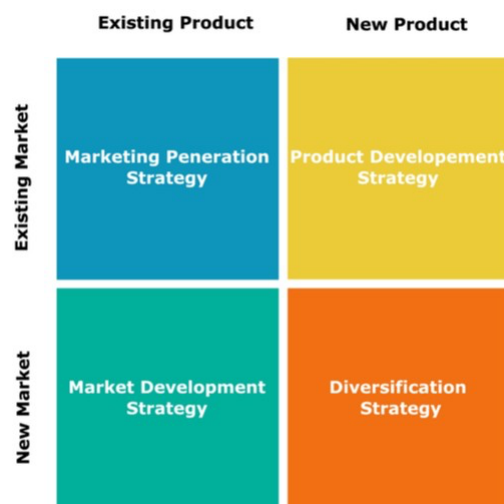 Existing Product
New Product
Existing Market
Marketing Peneration
Strategy
Product Developement
Strategy
New Market
Market Development
Strategy
Diversification
Strategy